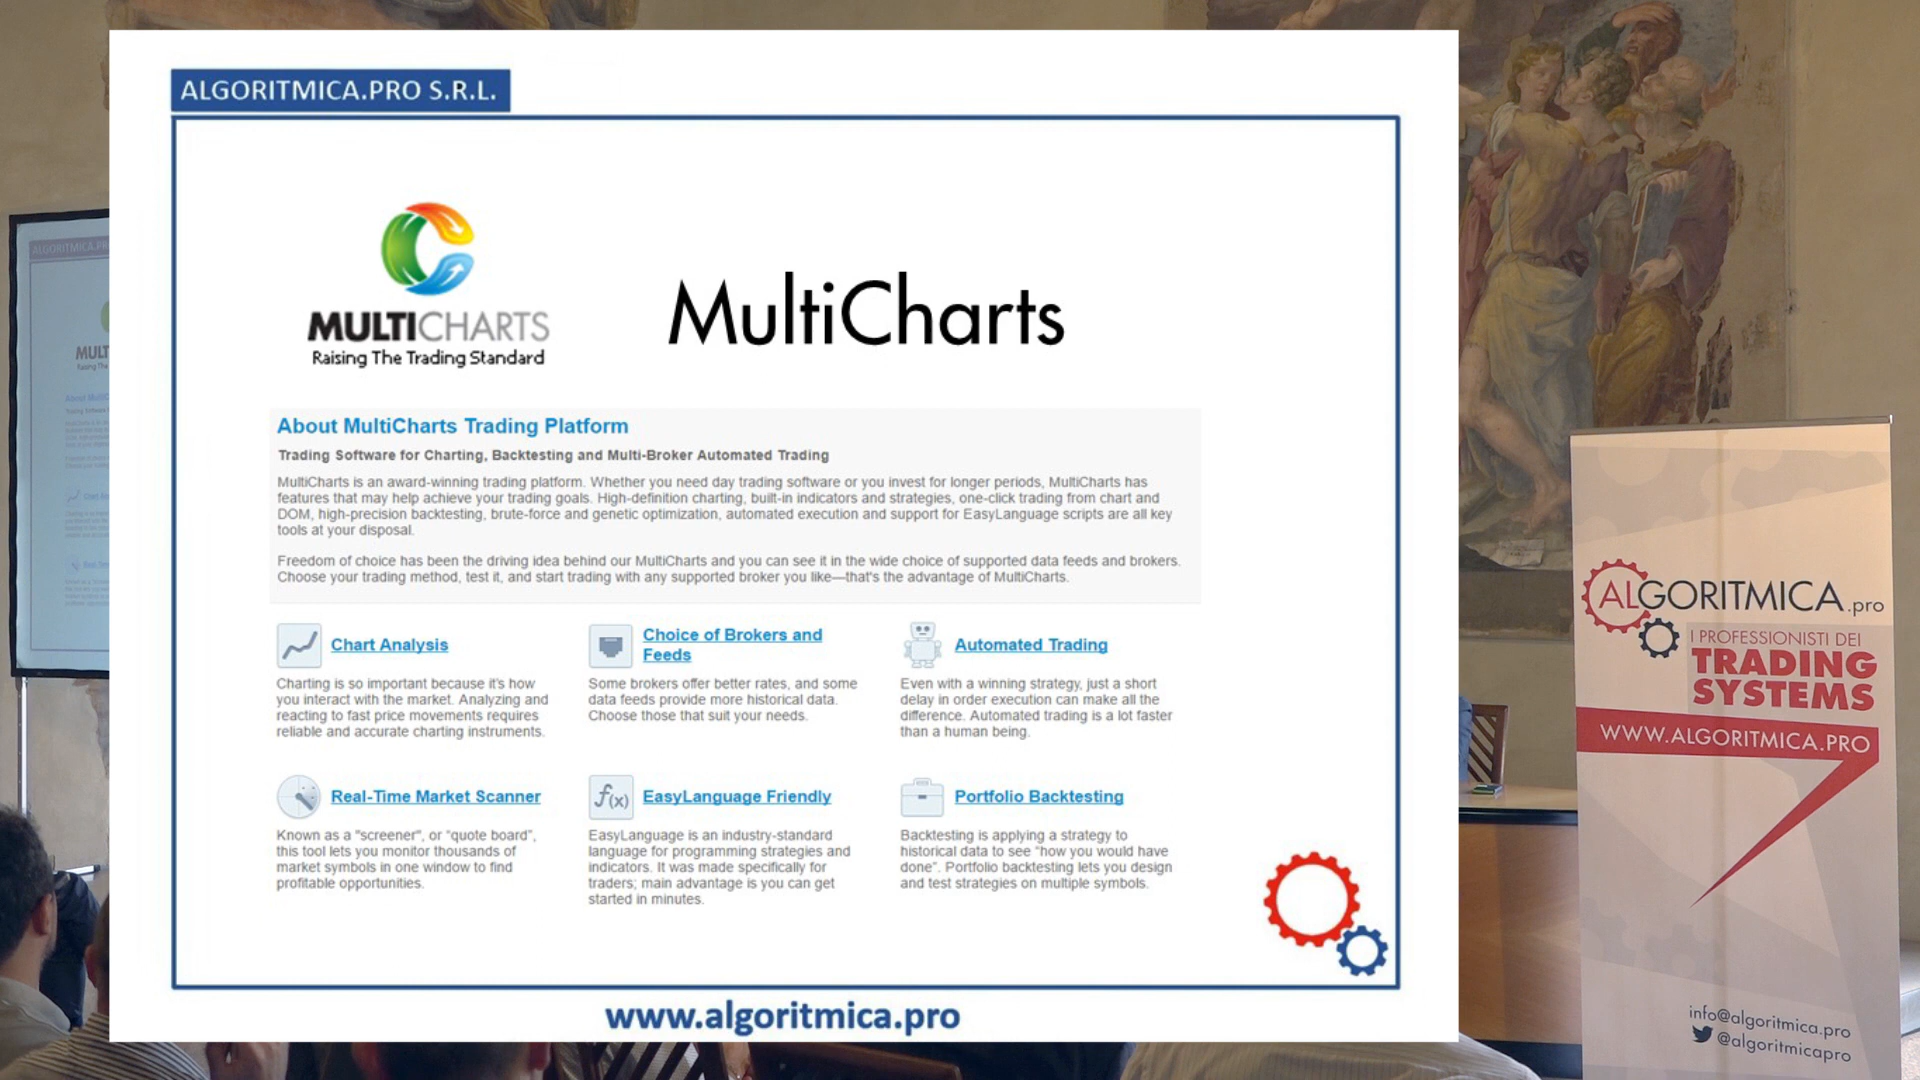 ALGORITMICA.PRO S.R.L.
MULTICHARTS
Raising The Trading Standard
MultiCharts
About MultiCharts Trading Platform
Trading Software for Charting, Backtesting and Multi-Broker Automated Trading
MultiCharts is an award-winning trading platform. Whether you need day trading software or you invest for longer periods, MultiCharts has
features that may help achieve your trading goals. High-definition charting, built-in indicators and strategies, one-click trading from chart and
DOM, high-precision backtesting, brute-force and genetic optimization, automated execution and support for EasyLanguage scripts are all key
tools at your disposal.
Freedom of choice has been the driving idea behind our MultiCharts and you can see it in the wide choice of supported data feeds and brokers.
Choose your trading method, test it, and start trading with any supported broker you like—that's the advantage of MultiCharts.
Chart Analysis
Charting is so important because it's how
you interact with the market. Analyzing and
reacting to fast price movements requires
reliable and accurate charting instruments.
Choice of Brokers and
Feeds
Some brokers offer better rates, and some
data feeds provide more historical data.
Choose those that suit your needs.
Automated Trading
Even with a winning strategy, just a short
delay in order execution can make all the
difference. Automated trading is a lot faster
than a human being.
Real-Time Market Scanner
Known as a "screener", or "quote board",
this tool lets you monitor thousands of
market symbols in one window to find
profitable opportunities.
f(x)
EasyLanguage Friendly
EasyLanguage is an industry-standard
language for programming strategies and
indicators. It was made specifically for
traders; main advantage is you can get
started in minutes.
Portfolio Backtesting
Backtesting is applying a strategy to
historical data to see "how you would have
done". Portfolio backtesting lets you design
and test strategies on multiple symbols.
www.algoritmica.pro
ALGORITMICA.pro
I PROFESSIONISTI DEI
TRADING
SYSTEMS
WWW.ALGORITMICA.PRO
info@algoritmica.pro
@algoritmicapro